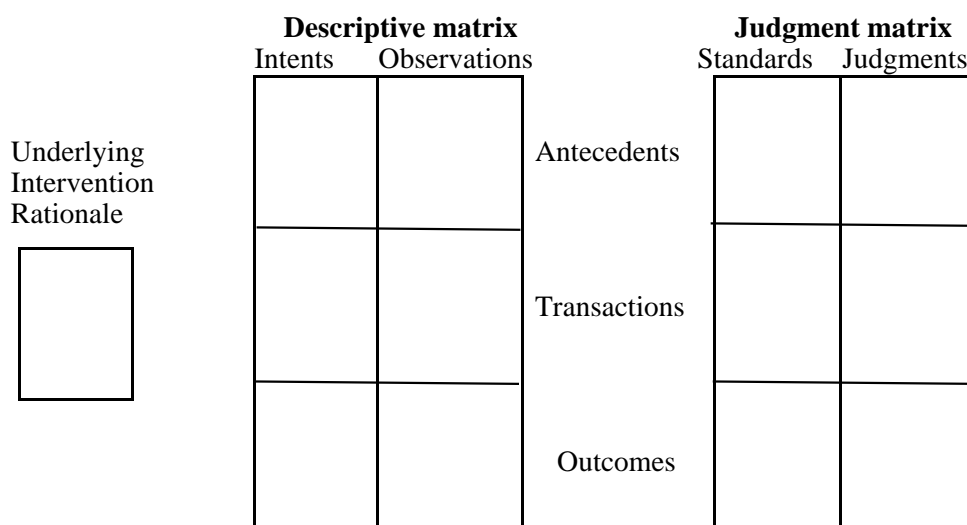 Descriptive matrix
Judgment matrix
Intents Observations
Standards Judgments
Underlying
Intervention
Rationale
Antecedents
Transactions
Outcomes